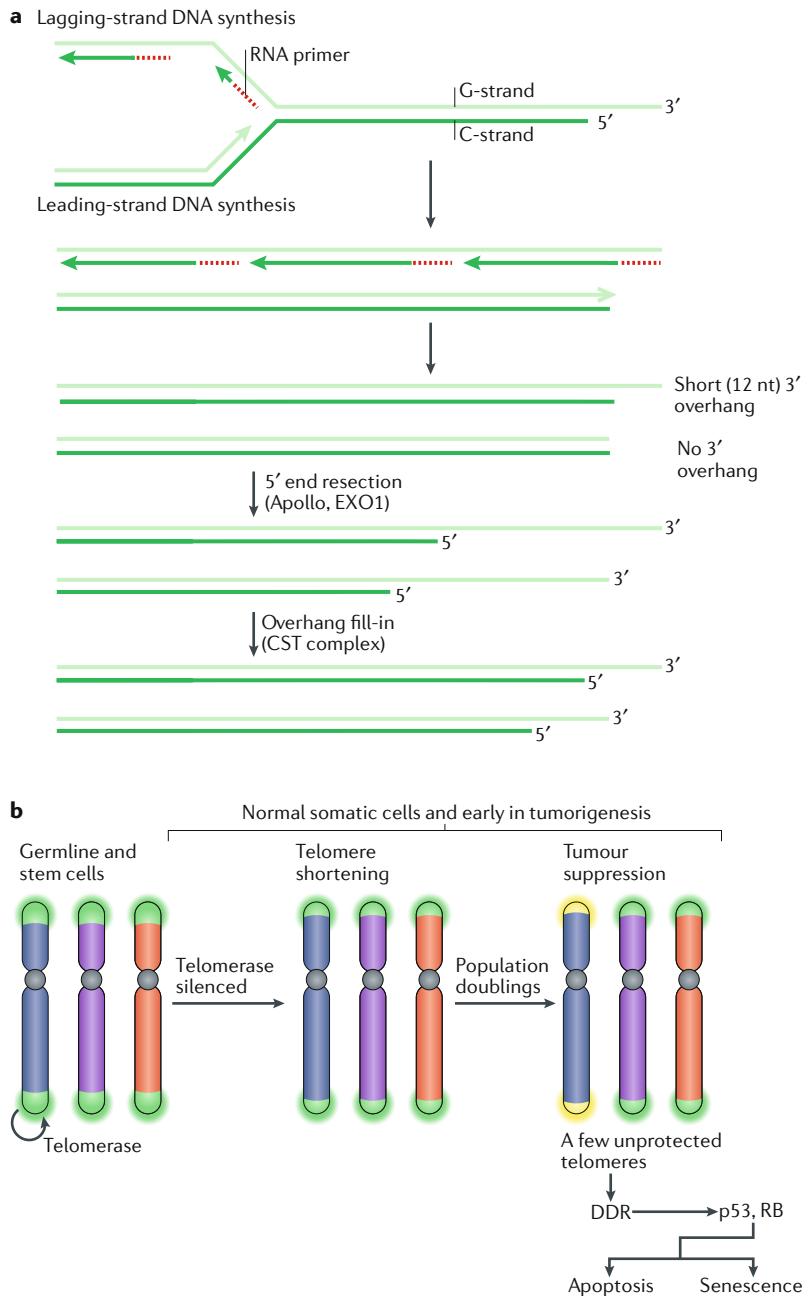 a
Lagging-strand DNA synthesis
RNA primer
G-strand
3′
5′
C-strand
Leading-strand DNA synthesis
Short (12 nt) 3′
overhang
No 3′
overhang
5′ end resection
(Apollo, EXO1)
3′
5′
3′
5′
Overhang fill-in
(CST complex)
3′
5′
3′
5′
b
Normal somatic cells and early in tumorigenesis
Germline and
stem cells
Telomere
shortening
Tumour
suppression
Telomerase
silenced
Population
doublings
Telomerase
A few unprotected
telomeres
DDR
p53, RB
Apoptosis
Senescence